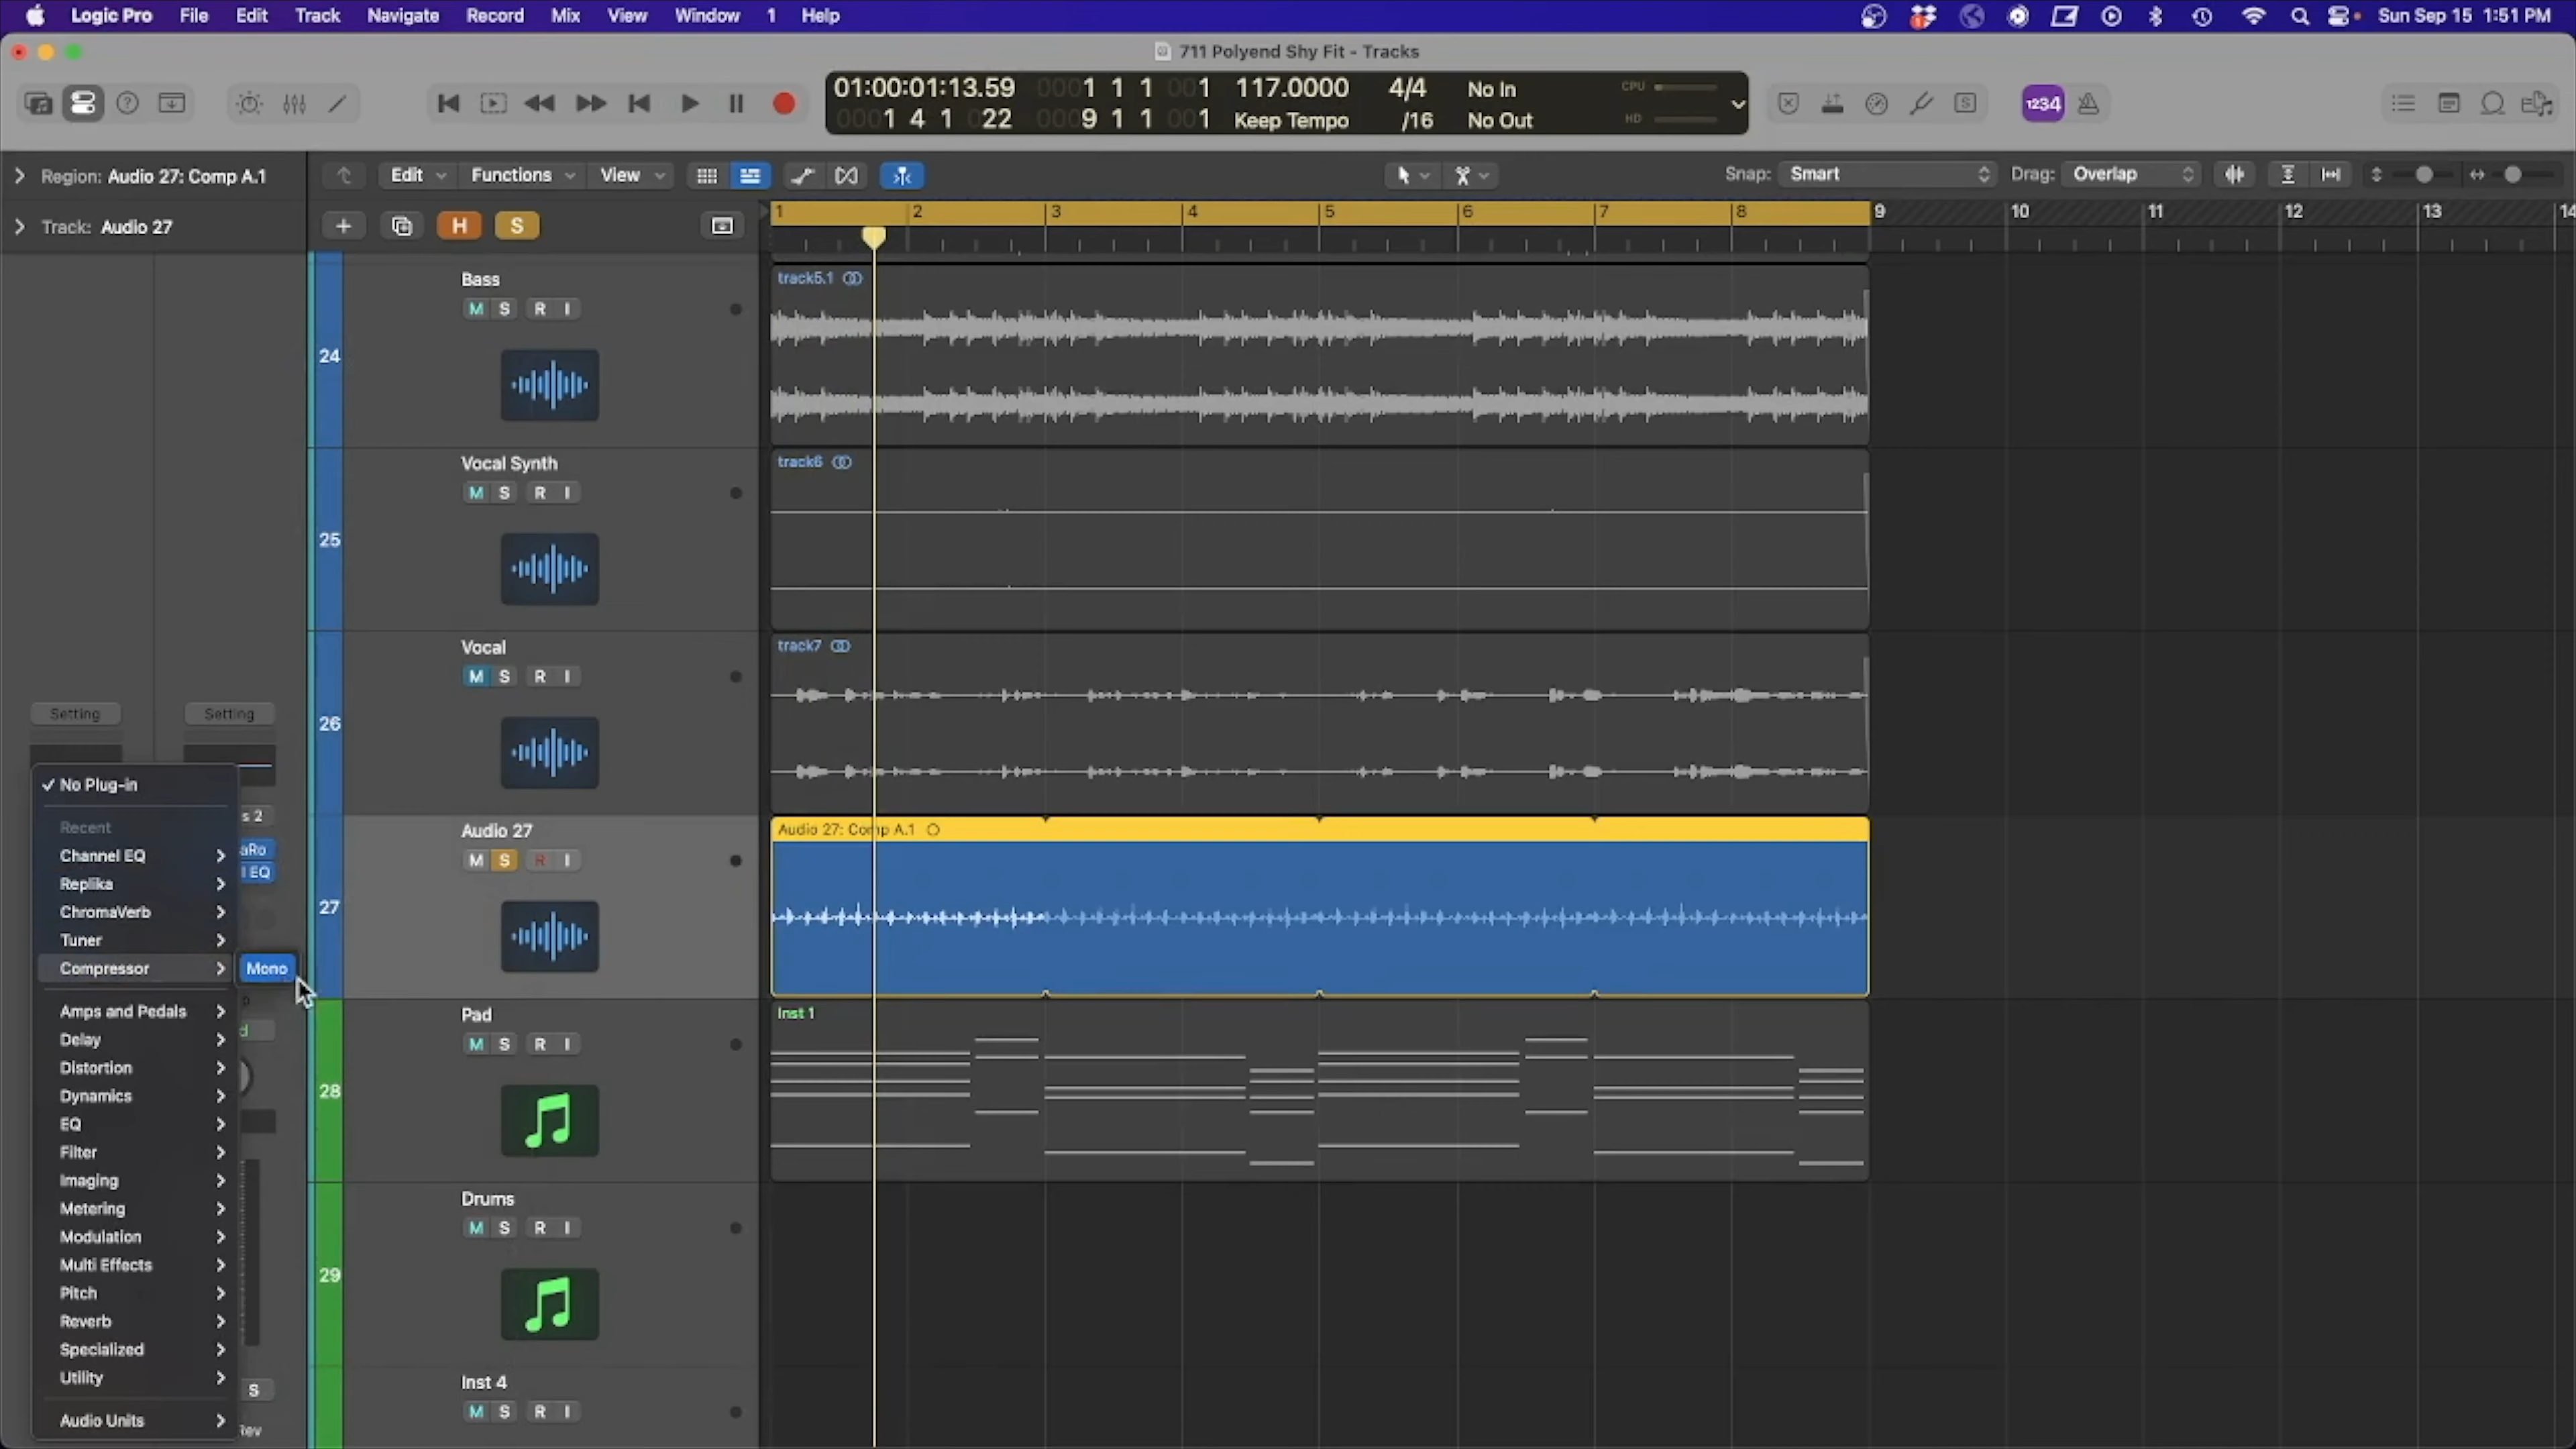 Logic Pro File Edit Track Navigate Record Mix View Window 1 Help Sun Sep 15 1:51 PM
711 Polyend Shy Fit - Tracks
01:00:01:13.59 0001 1 1 001 117.0000 4/4 No In CPU
0001 4 1 022 0009 1 1 001 Keep Tempo /16 No Out HD
1234
Region: Audio 27: Comp A.1
Edit Functions View Snap: Smart Drag: Overlap
Track: Audio 27
H S
1 2 3 4 5 6 7 8 9 10 11 12 13 14
Bass
M S R I
24
track5.1
Vocal Synth
M S R I
25
track6
Vocal
M S R I
26
track7
Audio 27
M S R I
27
Audio 27: Comp A.1
Pad
M S R I
28
Inst 1
Drums
M S R I
29
Inst 4
M S R I
Setting Setting
✓ No Plug-in
Recent
Channel EQ
Replika
ChromaVerb
Tuner
Compressor
Mono
Amps and Pedals
Delay
Distortion
Dynamics
EQ
Filter
Imaging
Metering
Modulation
Multi Effects
Pitch
Reverb
Specialized
Utility
Audio Units
s 2
aRo
l EQ
d
S
Rev